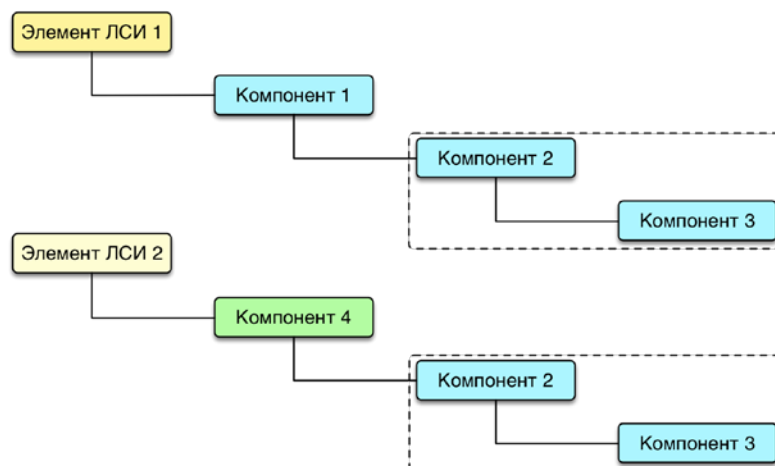 Элемент ЛСИ 1
Компонент 1
Компонент 2
Компонент 3
Элемент ЛСИ 2
Компонент 4
Компонент 2
Компонент 3